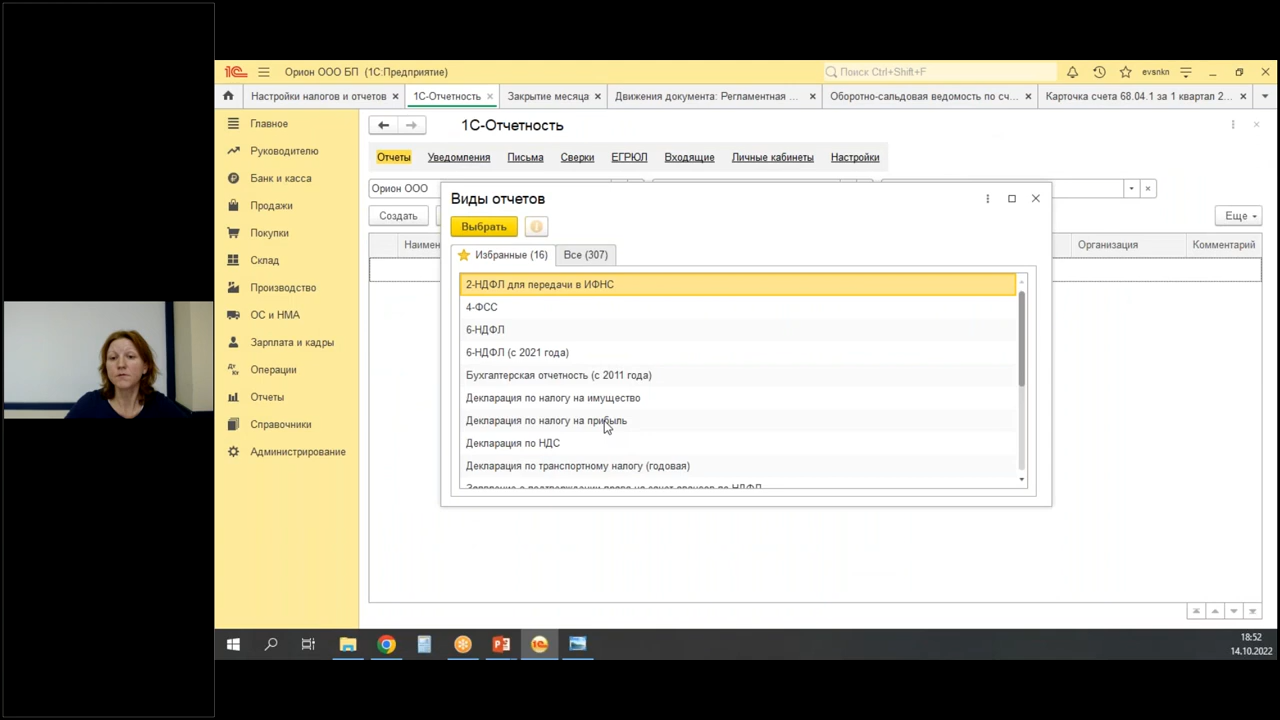 1С Орион ООО БП (1С:Предприятие)
Поиск Ctrl+Shift+F
evsnkn
Настройки налогов и отчетов
1С-Отчетность
Закрытие месяца
Движения документа: Регламентная ...
Оборотно-сальдовая ведомость по сч...
Карточка счета 68.04.1 за 1 квартал 2...
Главное
Руководителю
Банк и касса
Продажи
Покупки
Склад
Производство
ОС и НМА
Зарплата и кадры
Дт Кт Операции
Отчеты
Справочники
Администрирование
1С-Отчетность
Отчеты
Уведомления
Письма
Сверки
ЕГРЮЛ
Входящие
Личные кабинеты
Настройки
Орион ООО
Создать
Еще
Наимен
Организация
Комментарий
Виды отчетов
Выбрать
Избранные (16)
Все (307)
2-НДФЛ для передачи в ИФНС
4-ФСС
6-НДФЛ
6-НДФЛ (с 2021 года)
Бухгалтерская отчетность (с 2011 года)
Декларация по налогу на имущество
Декларация по налогу на прибыль
Декларация по НДС
Декларация по транспортному налогу (годовая)
18:52
14.10.2022